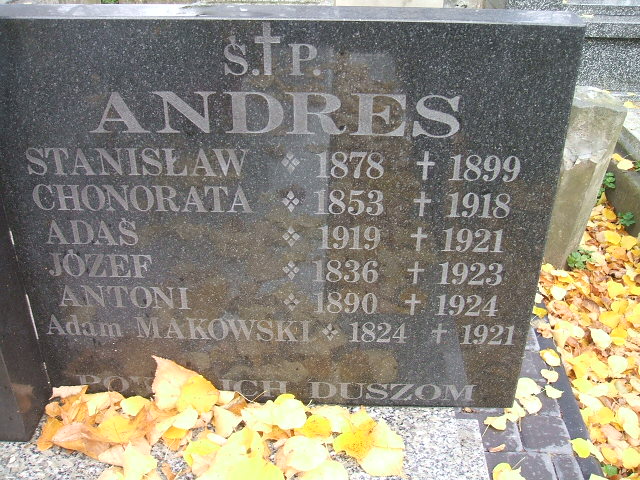 Ś.†P.
ANDRES
STANISŁAW ❖ 1878 † 1899
CHONORATA ❖ 1853 † 1918
ADAŚ ❖ 1919 † 1921
JÓZEF ❖ 1836 † 1923
ANTONI ❖ 1890 † 1924
Adam MAKOWSKI ❖ 1824 † 1921
ICH DUSZOM